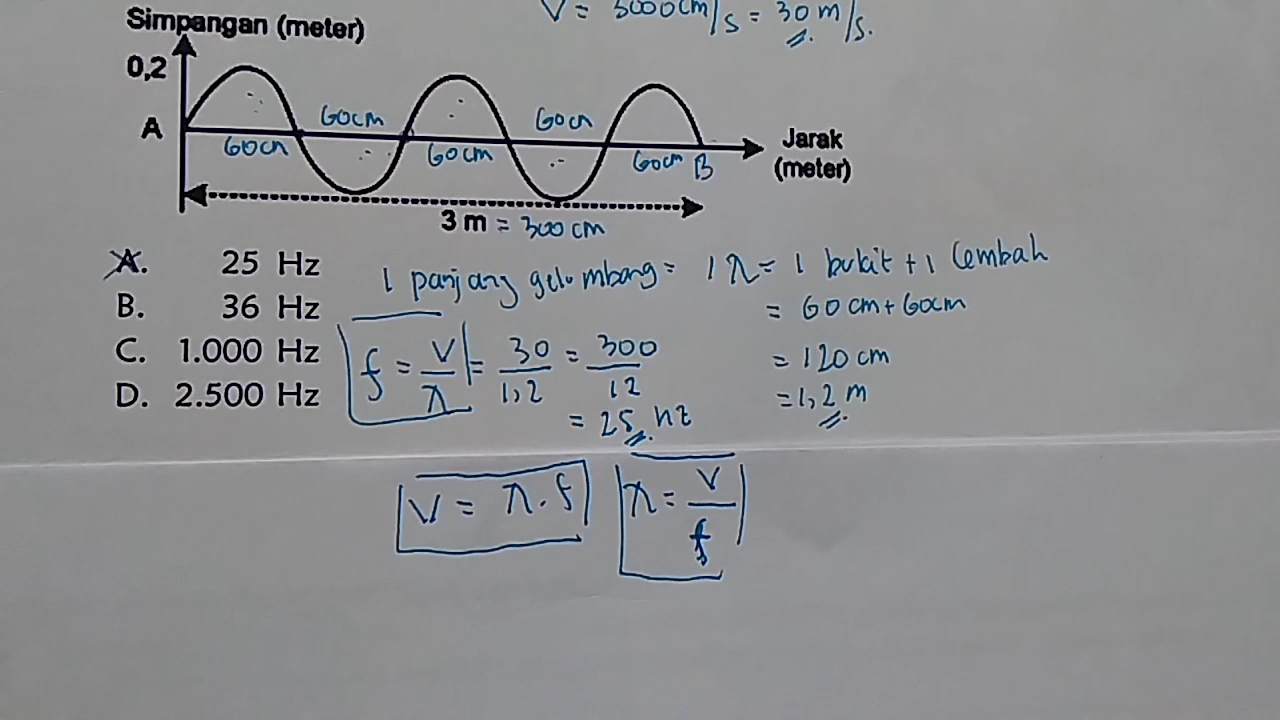 V = 3000 cm/s = 30 m/s.
Simpangan (meter)
0,2
A
60cm 60cm 60cm 60cm 60cm B
Jarak
(meter)
3 m = 300 cm
A. 25 Hz
B. 36 Hz
C. 1.000 Hz
D. 2.500 Hz
1 panjang gelombang = 1 λ = 1 bukit + 1 lembah
= 60 cm + 60cm
= 120 cm
= 1,2 m
f = V/λ = 30/1,2 = 300/12
= 25 Hz
V = λ . f
λ = V/f